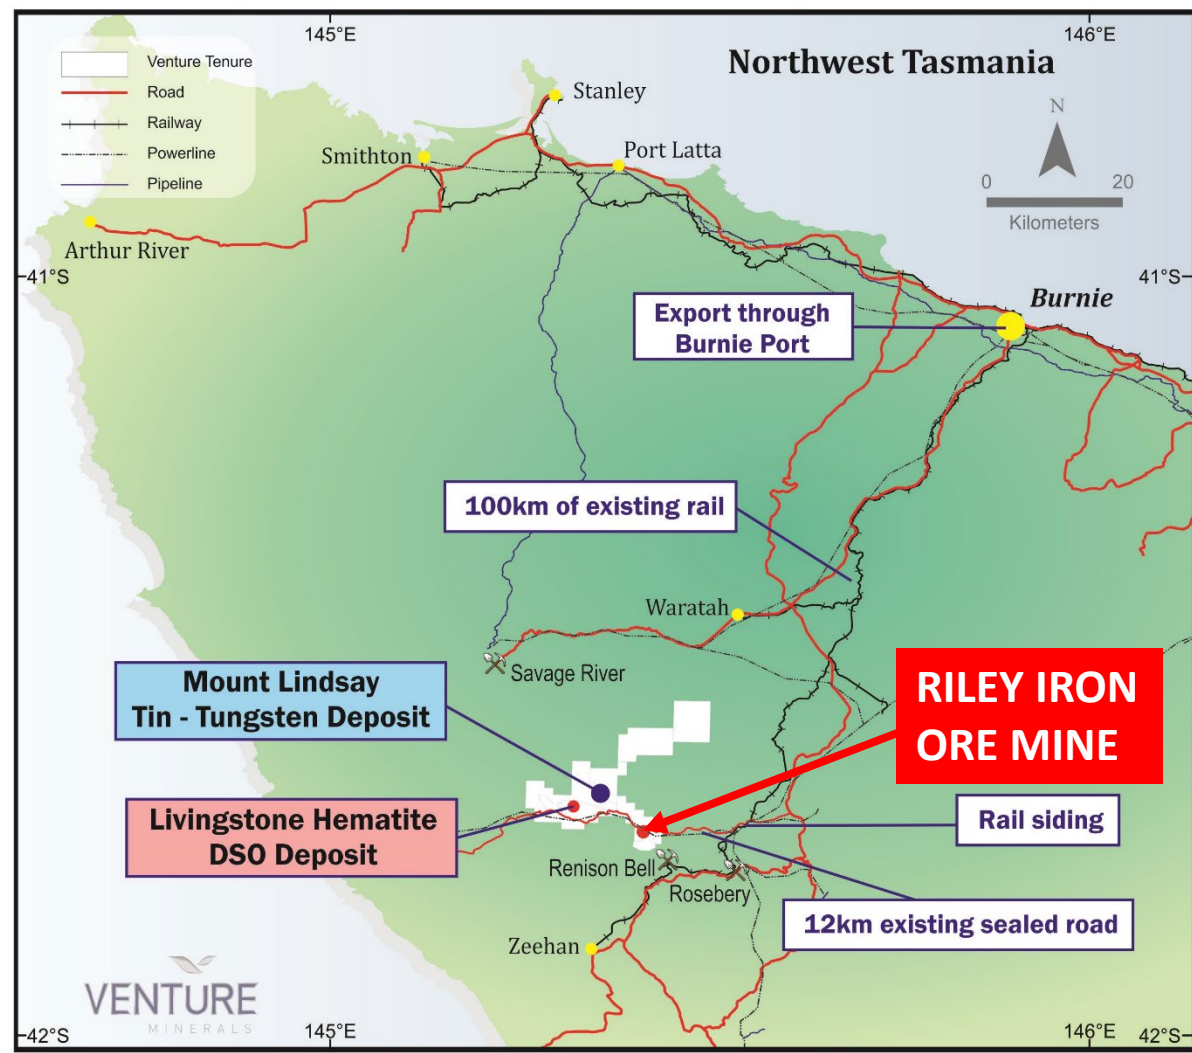 145°E
146°E
Northwest Tasmania
Venture Tenure
Road
Railway
Powerline
Pipeline
N
0
20
Kilometers
Stanley
Smithton
Port Latta
Arthur River
41°S
41°S
Burnie
Export through
Burnie Port
100km of existing rail
Waratah
Savage River
Mount Lindsay
Tin - Tungsten Deposit
RILEY IRON
ORE MINE
Livingstone Hematite
DSO Deposit
Rail siding
Renison Bell
Rosebery
12km existing sealed road
Zeehan
VENTURE
MINERALS
42°S
145°E
146°E
42°S